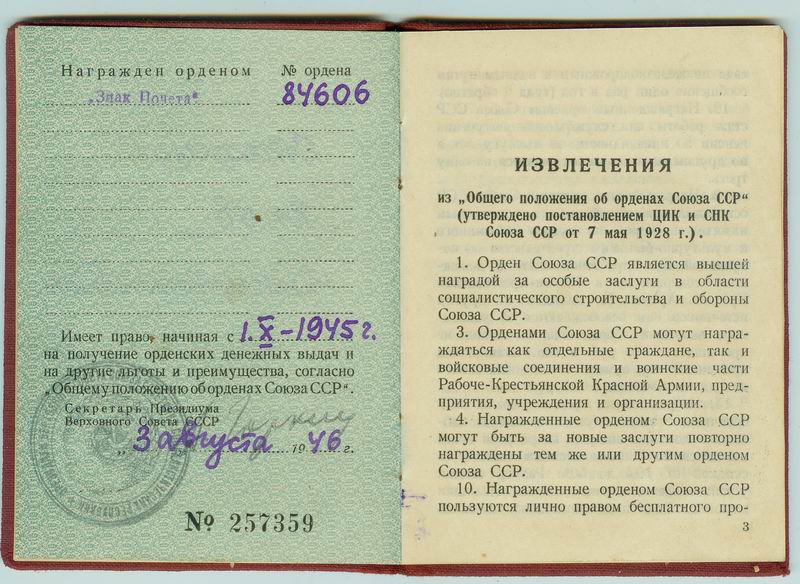 Награжден орденом № ордена
„Знак Почета“ 84606
Имеет право, начиная с 1.X-1945 г.
на получение орденских денежных выдач и
на другие льготы и преимущества, согласно
„Общему положению об орденах Союза ССР“.
Секретарь Президиума
Верховного Совета СССР
„3 августа 1946 г.
№ 257359
ИЗВЛЕЧЕНИЯ
из „Общего положения об орденах Союза ССР“
(утверждено постановлением ЦИК и СНК
Союза ССР от 7 мая 1928 г.).
1. Орден Союза ССР является высшей
наградой за особые заслуги в области
социалистического строительства и обороны
Союза ССР.
3. Орденами Союза ССР могут награ-
ждаться как отдельные граждане, так и
войсковые соединения и воинские части
Рабоче-Крестьянской Красной Армии, пред-
приятия, учреждения и организации.
4. Награжденные орденом Союза ССР
могут быть за новые заслуги повторно
награждены тем же или другим орденом
Союза ССР.
10. Награжденные орденом Союза ССР
пользуются лично правом бесплатного про-
3